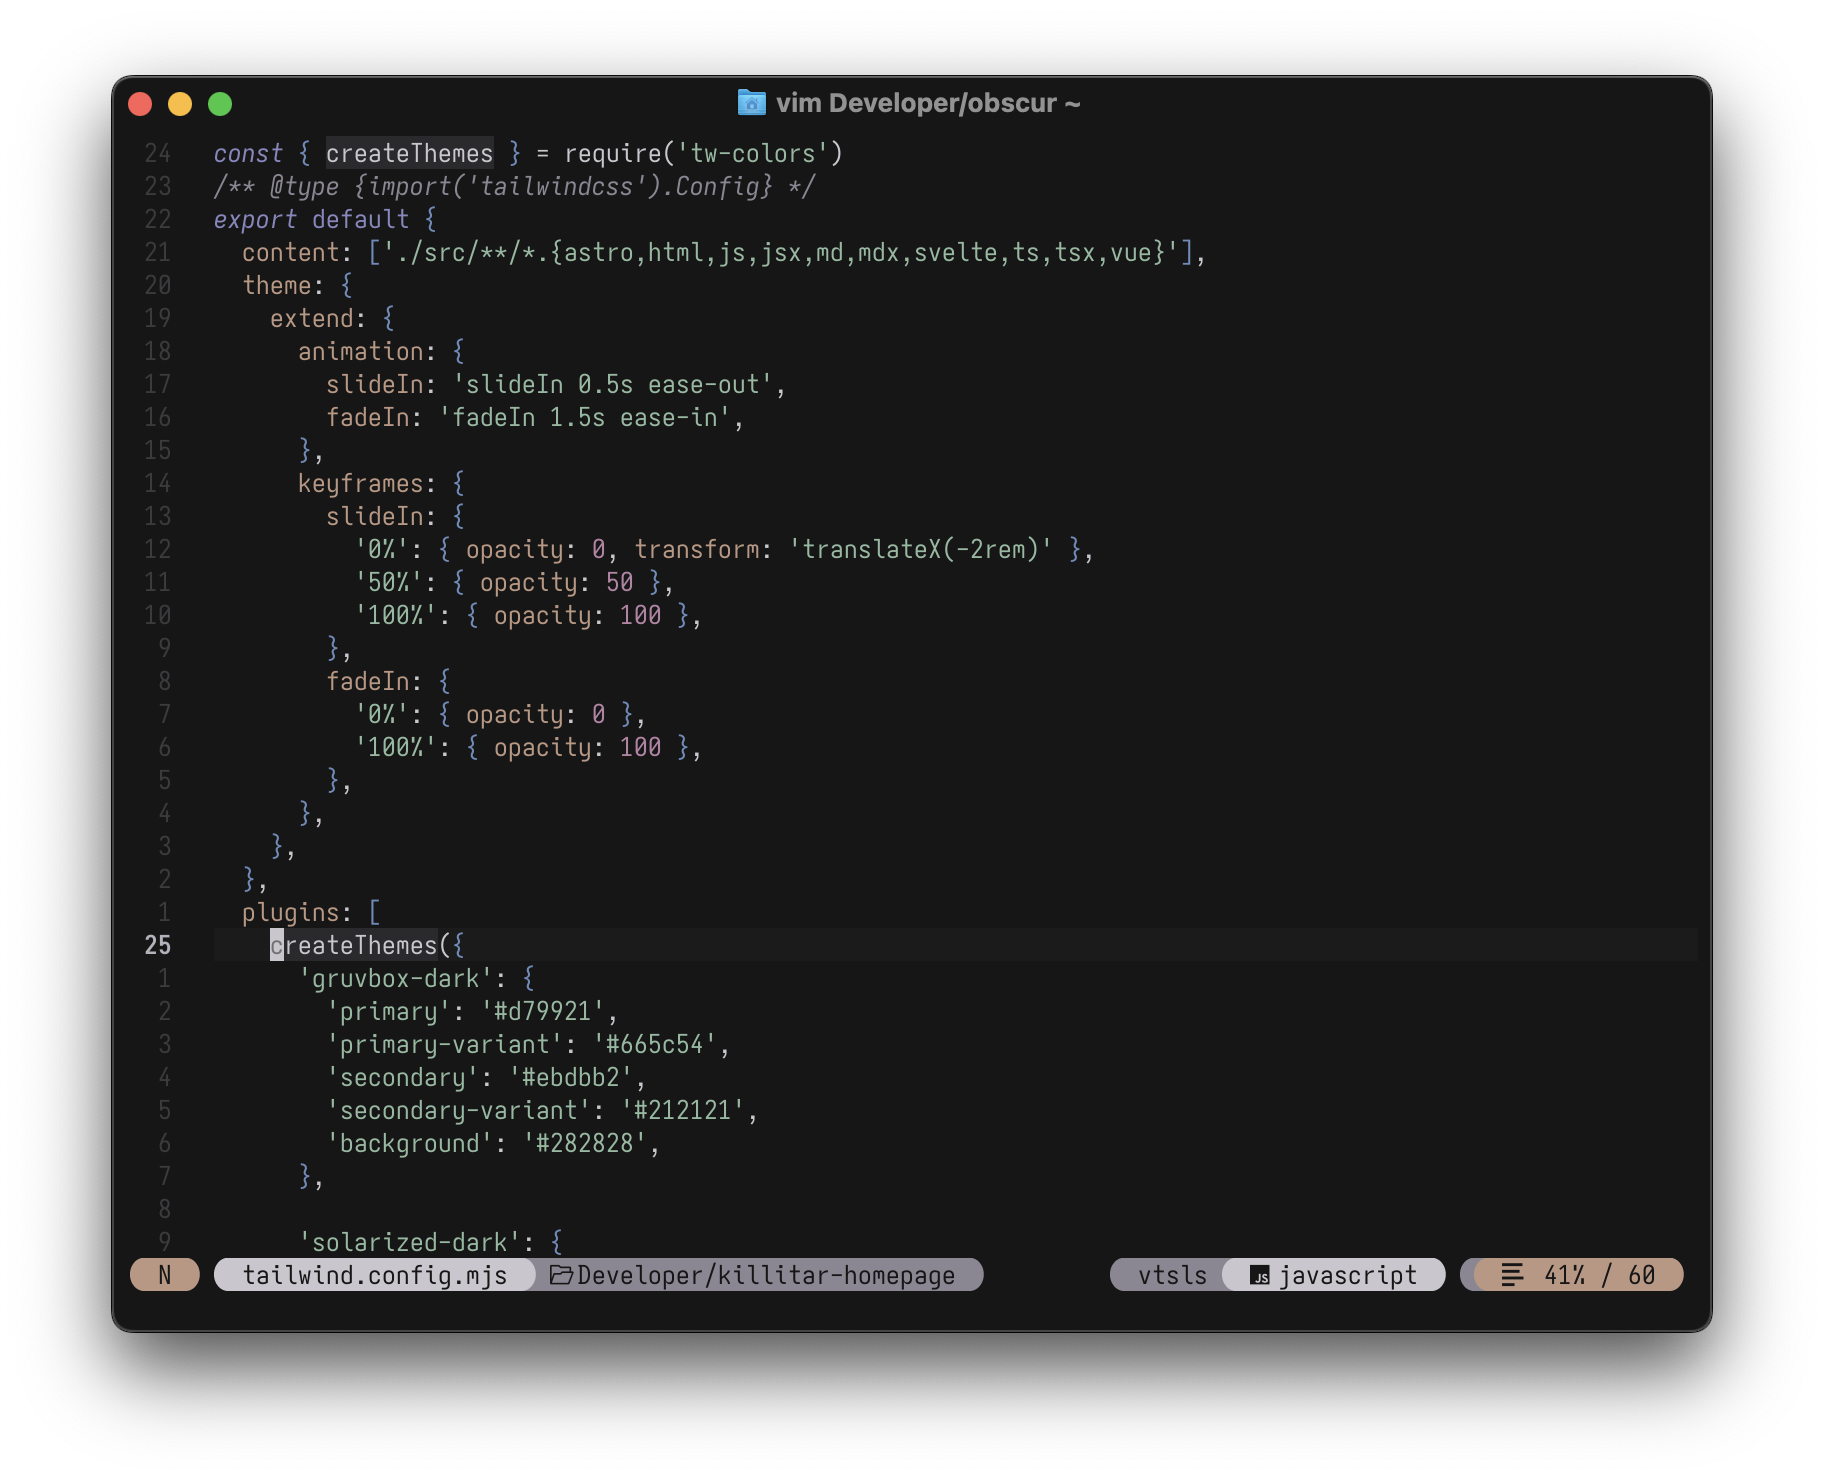 vim Developer/obscur ~
24 const { createThemes } = require('tw-colors')
23 /** @type {import('tailwindcss').Config} */
22 export default {
21   content: ['./src/**/*.{astro,html,js,jsx,md,mdx,svelte,ts,tsx,vue}'],
20   theme: {
19     extend: {
18       animation: {
17         slideIn: 'slideIn 0.5s ease-out',
16         fadeIn: 'fadeIn 1.5s ease-in',
15       },
14       keyframes: {
13         slideIn: {
12           '0%': { opacity: 0, transform: 'translateX(-2rem)' },
11           '50%': { opacity: 50 },
10           '100%': { opacity: 100 },
9         },
8         fadeIn: {
7           '0%': { opacity: 0 },
6           '100%': { opacity: 100 },
5         },
4       },
3     },
2   },
1   plugins: [
25     createThemes({
1       'gruvbox-dark': {
2         'primary': '#d79921',
3         'primary-variant': '#665c54',
4         'secondary': '#ebdbb2',
5         'secondary-variant': '#212121',
6         'background': '#282828',
7       },
8
9       'solarized-dark': {
N tailwind.config.mjs Developer/killitar-homepage vtsls JS javascript 41% / 60